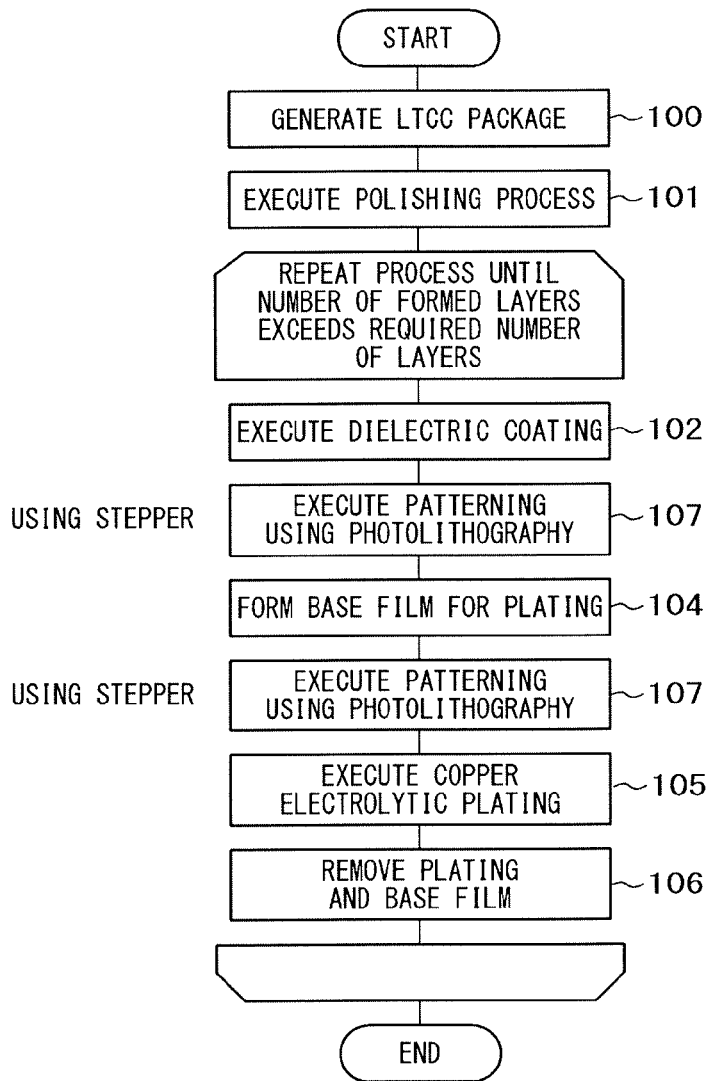 START
GENERATE LTCC PACKAGE 100
EXECUTE POLISHING PROCESS 101
REPEAT PROCESS UNTIL
NUMBER OF FORMED LAYERS
EXCEEDS REQUIRED NUMBER
OF LAYERS
EXECUTE DIELECTRIC COATING 102
USING STEPPER
EXECUTE PATTERNING
USING PHOTOLITHOGRAPHY
107
FORM BASE FILM FOR PLATING 104
USING STEPPER
EXECUTE PATTERNING
USING PHOTOLITHOGRAPHY
107
EXECUTE COPPER
ELECTROLYTIC PLATING
105
REMOVE PLATING
AND BASE FILM
106
END